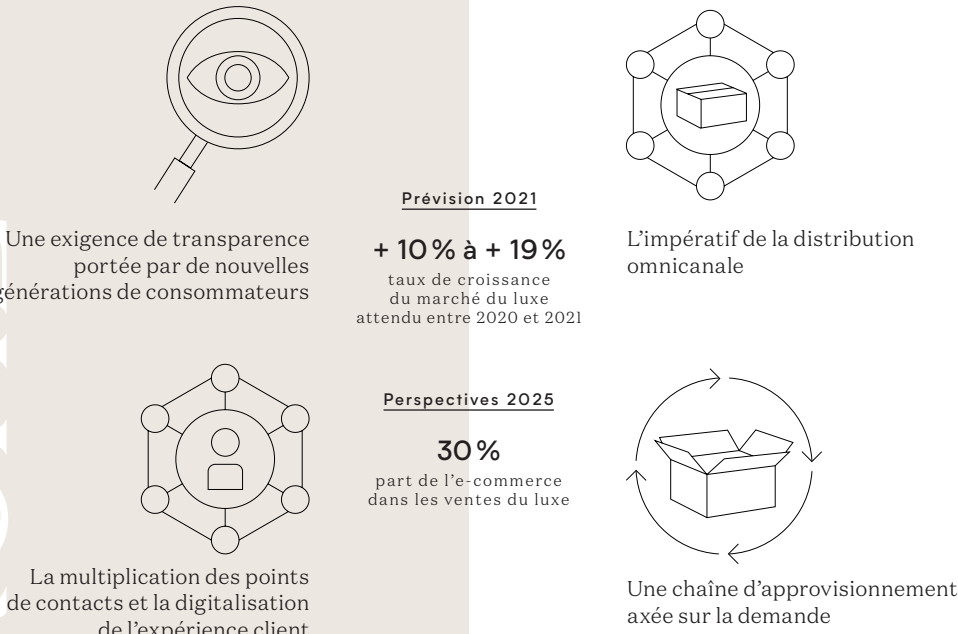 Une exigence de transparence
portée par de nouvelles
générations de consommateurs
Prévision 2021
+ 10 % à + 19 %
taux de croissance
du marché du luxe
attendu entre 2020 et 2021
L’impératif de la distribution
omnicanale
La multiplication des points
de contacts et la digitalisation
de l’expérience client
Perspectives 2025
30 %
part de l’e-commerce
dans les ventes du luxe
Une chaîne d’approvisionnement
axée sur la demande